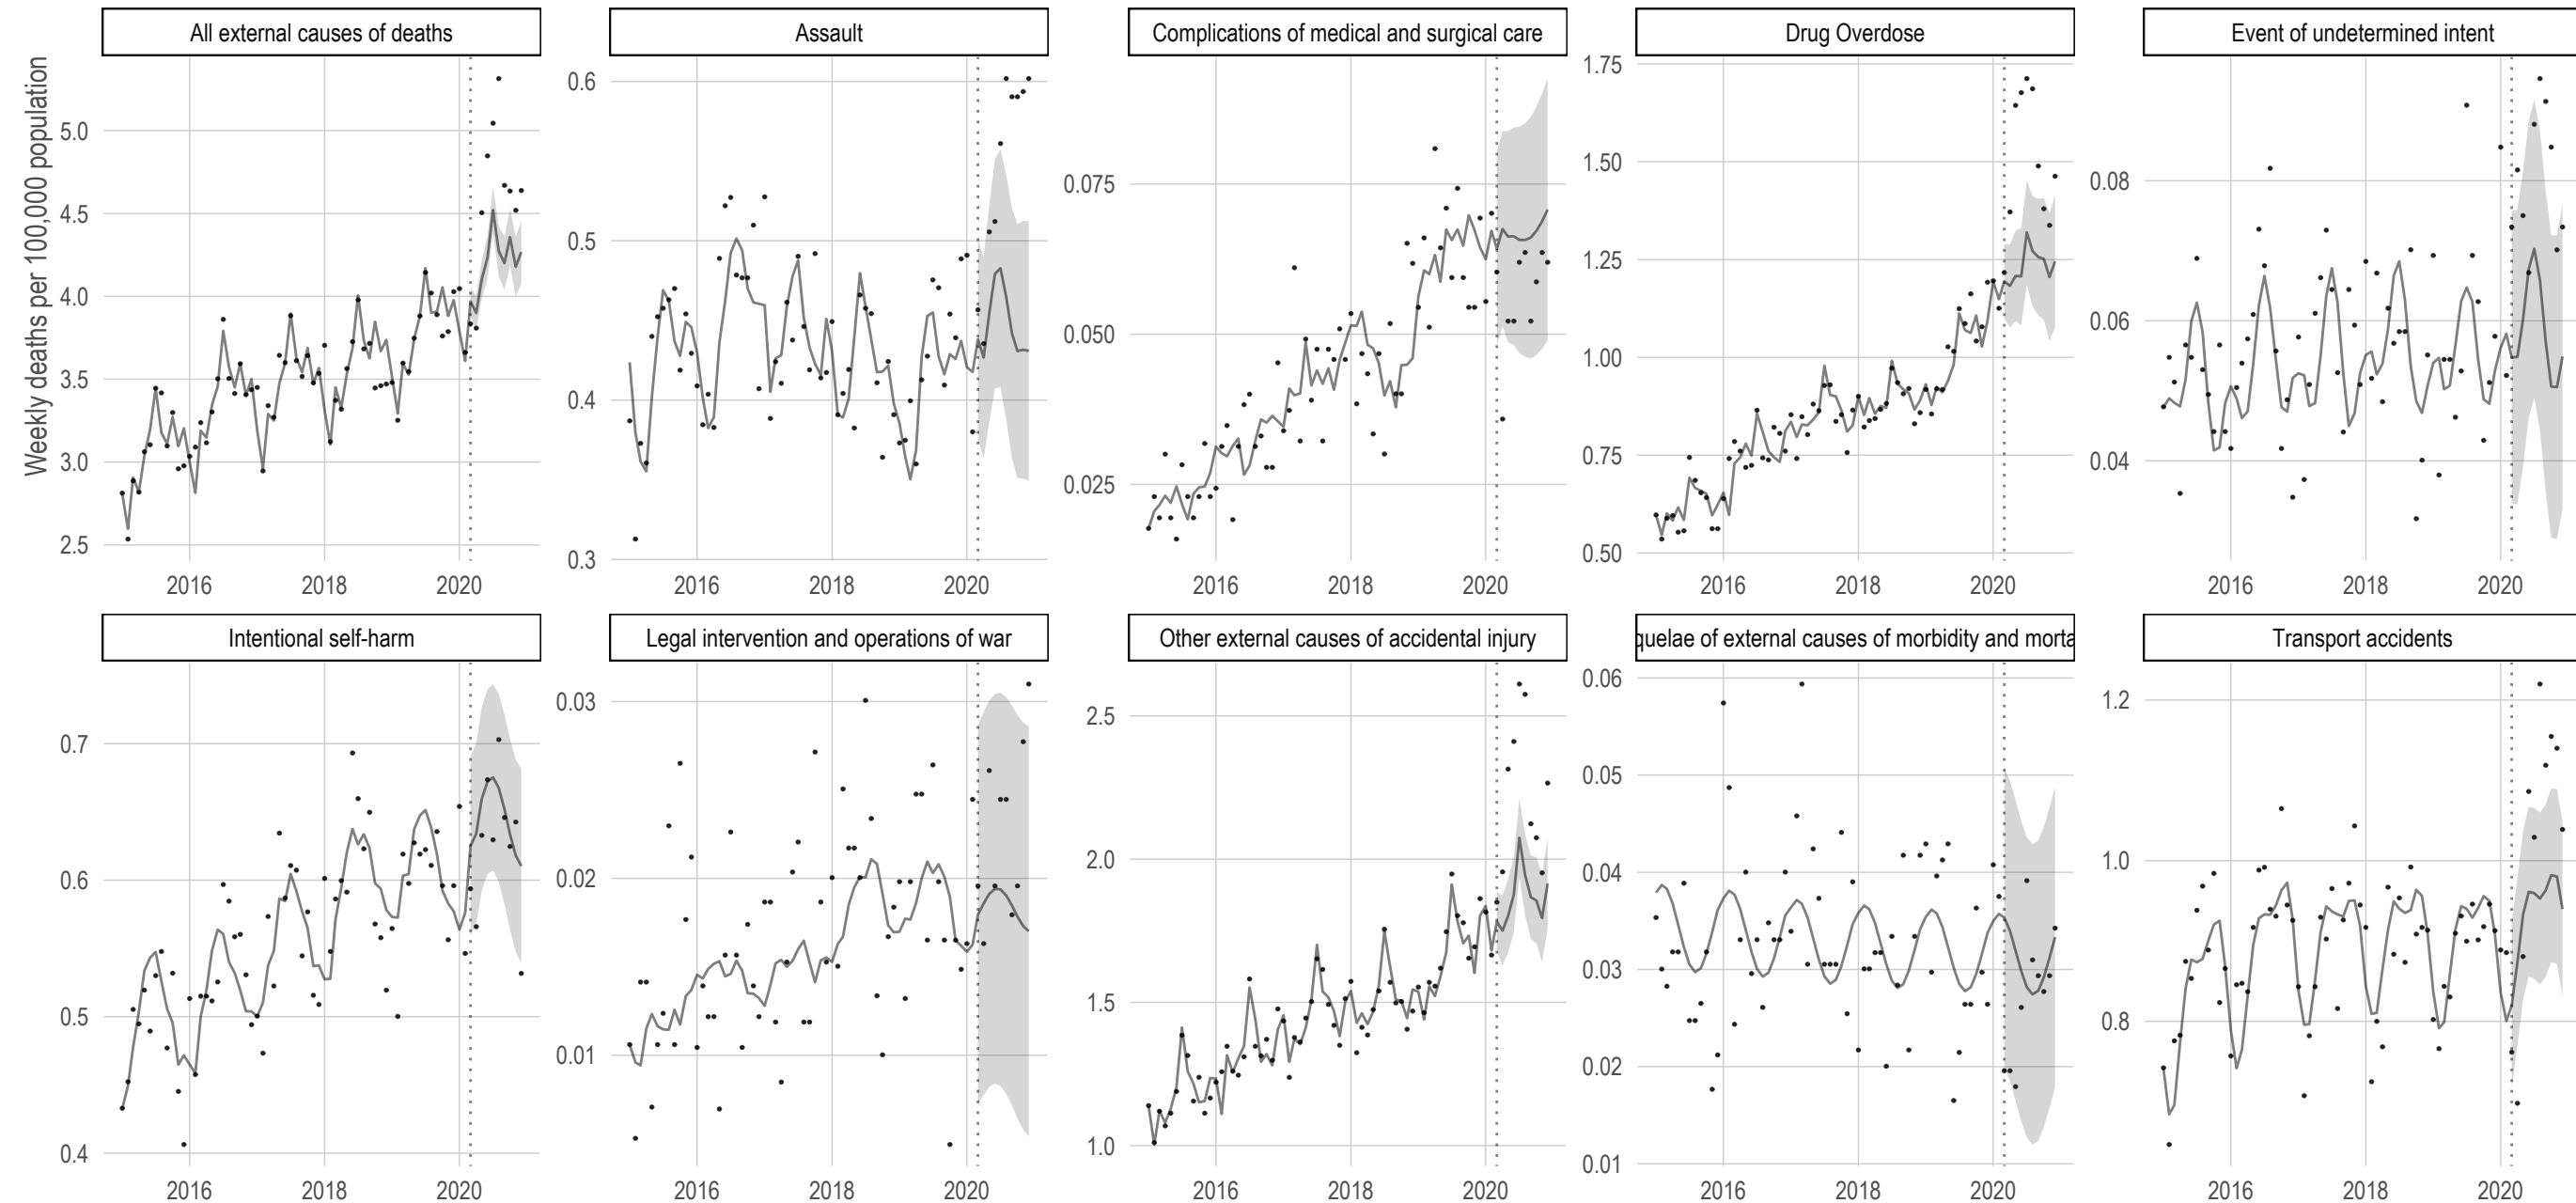 All external causes of deaths
Assault
Complications of medical and surgical care
Drug Overdose
Event of undetermined intent
Weekly deaths per 100,000 population
5.0
4.5
4.0
3.5
3.0
2.5
2016 2018 2020
0.6
0.5
0.4
0.3
2016 2018 2020
0.075
0.050
0.025
2016 2018 2020
1.75
1.50
1.25
1.00
0.75
0.50
2016 2018 2020
0.08
0.06
0.04
2016 2018 2020
Intentional self-harm
Legal intervention and operations of war
Other external causes of accidental injury
quelae of external causes of morbidity and morta
Transport accidents
0.7
0.6
0.5
0.4
2016 2018 2020
0.03
0.02
0.01
2016 2018 2020
2.5
2.0
1.5
1.0
2016 2018 2020
0.06
0.05
0.04
0.03
0.02
0.01
2016 2018 2020
1.2
1.0
0.8
2016 2018 2020